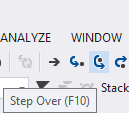 ANALYZE WINDOW
Stack
Step Over (F10)